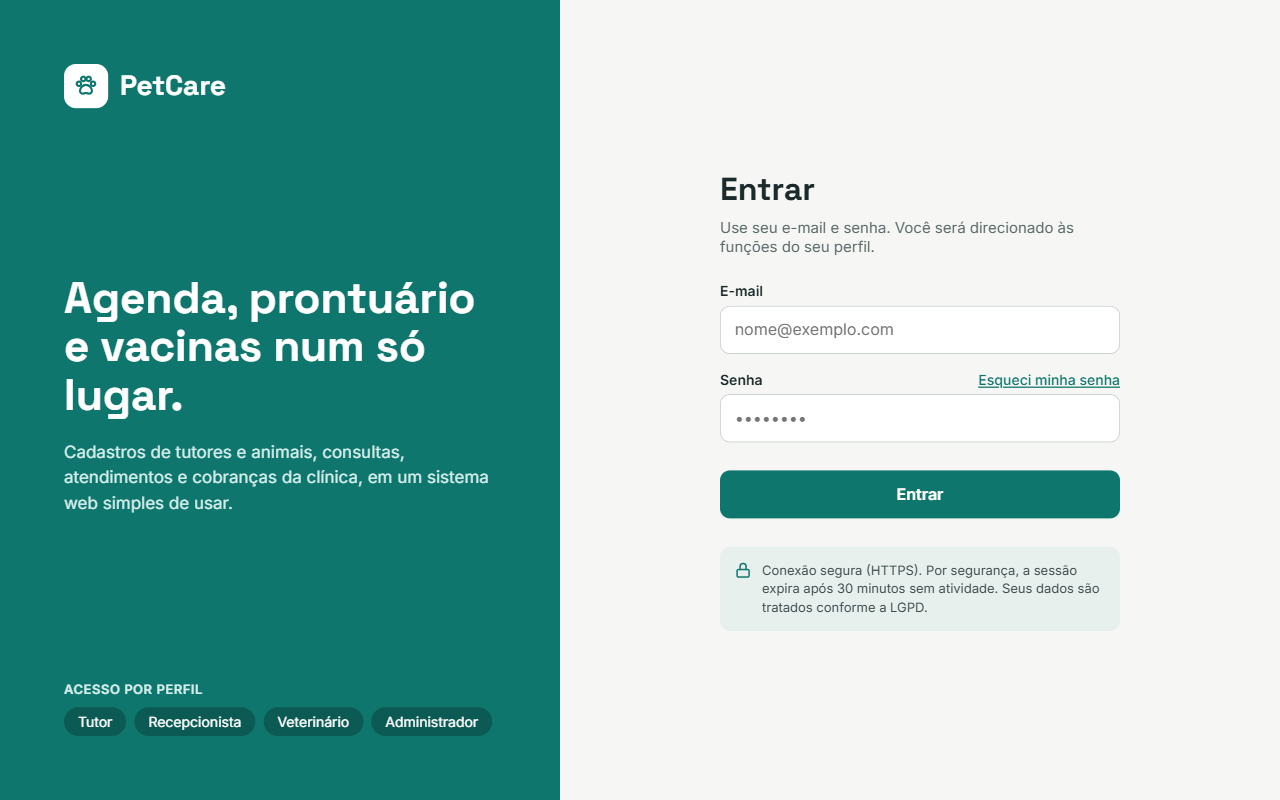 PetCare
Agenda, prontuário
e vacinas num só
lugar.
Cadastros de tutores e animais, consultas,
atendimentos e cobranças da clínica, em um sistema
web simples de usar.
ACESSO POR PERFIL
Tutor Recepcionista Veterinário Administrador
Entrar
Use seu e-mail e senha. Você será direcionado às
funções do seu perfil.
E-mail
nome@exemplo.com
Senha Esqueci minha senha
••••••••
Entrar
Conexão segura (HTTPS). Por segurança, a sessão
expira após 30 minutos sem atividade. Seus dados são
tratados conforme a LGPD.